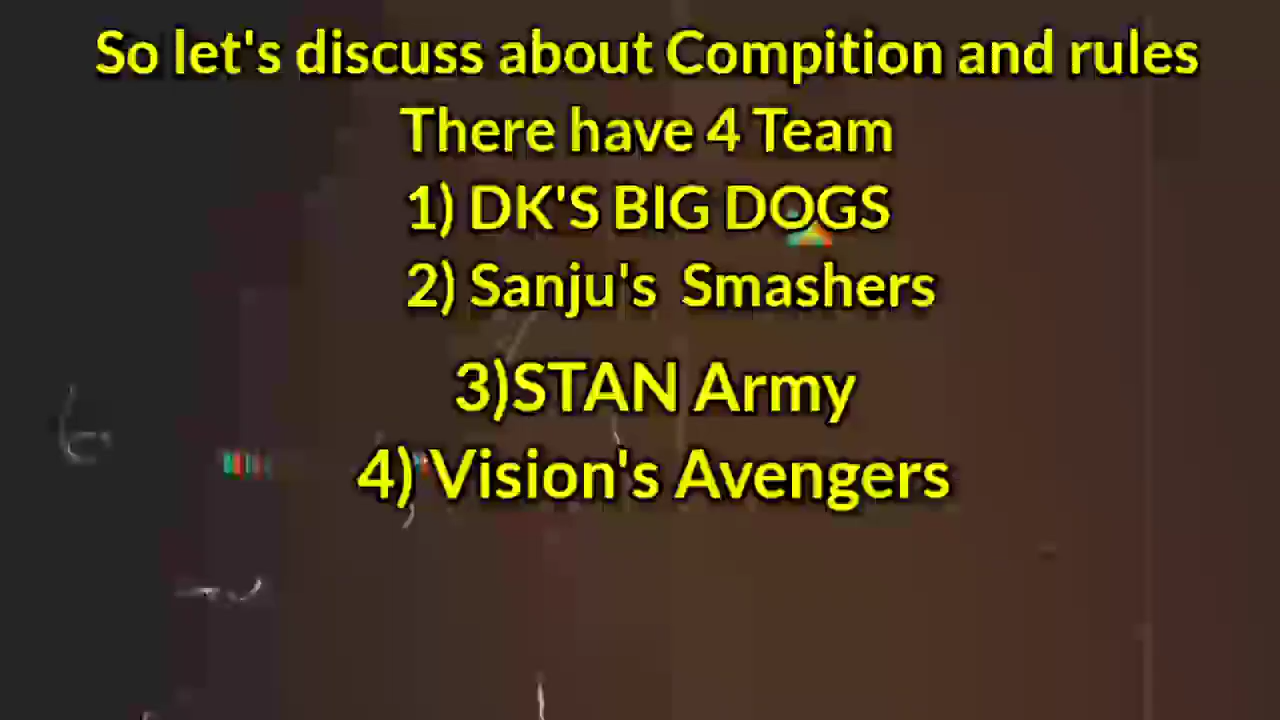 So let's discuss about Compition and rules
There have 4 Team
1) DK'S BIG DOGS
2) Sanju's  Smashers
3)STAN Army
4) Vision's Avengers